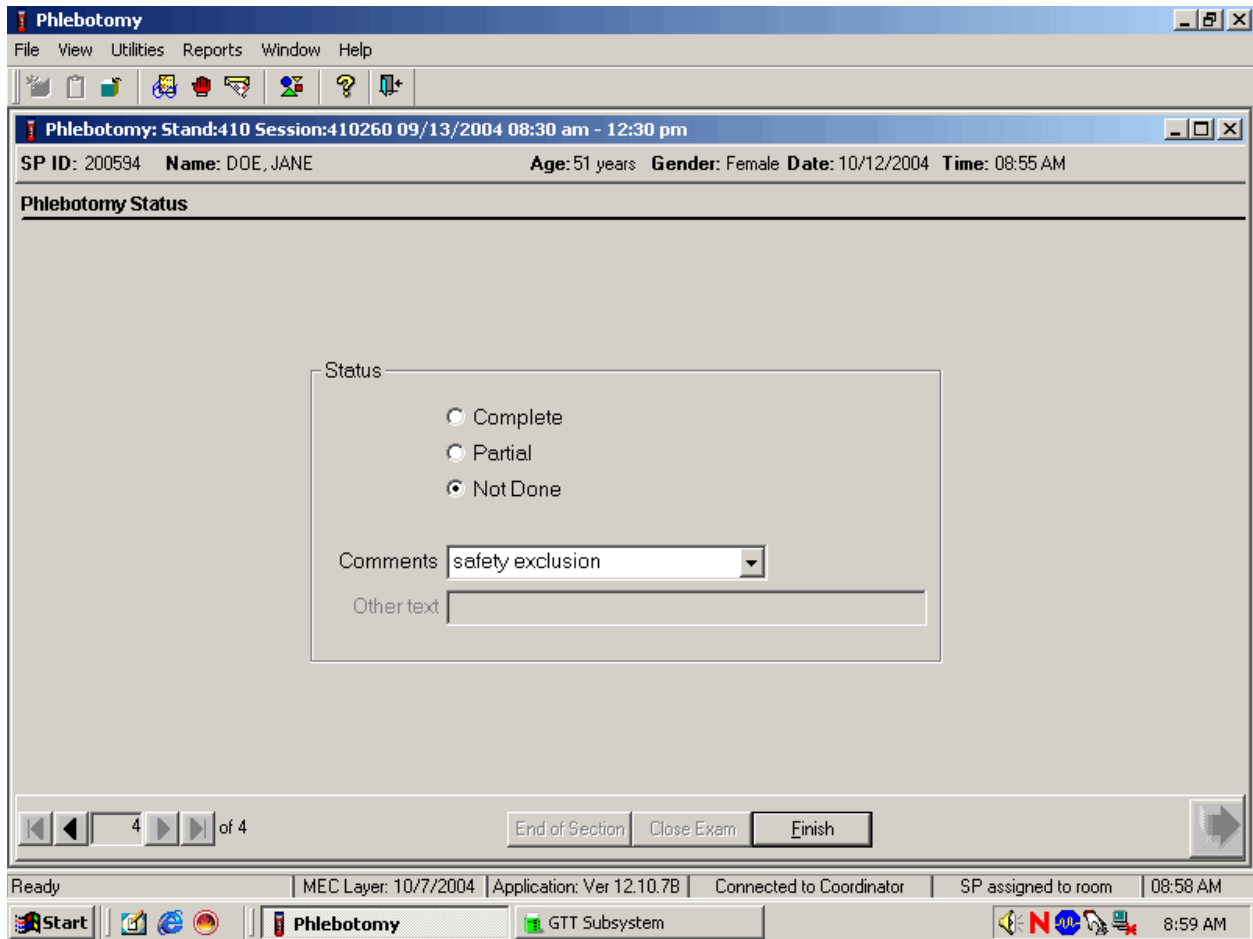 Phlebotomy
File View Utilities Reports Window Help
Phlebotomy: Stand:410 Session:410260 09/13/2004 08:30 am - 12:30 pm
SP ID: 200594 Name: DOE, JANE Age: 51 years Gender: Female Date: 10/12/2004 Time: 08:55 AM
Phlebotomy Status
Status
Complete
Partial
Not Done
Comments safety exclusion
Other text
4 of 4 End of Section Close Exam Finish
Ready MEC Layer: 10/7/2004 Application: Ver 12.10.7B Connected to Coordinator SP assigned to room 08:58 AM
Start Phlebotomy GTT Subsystem N 8:59 AM